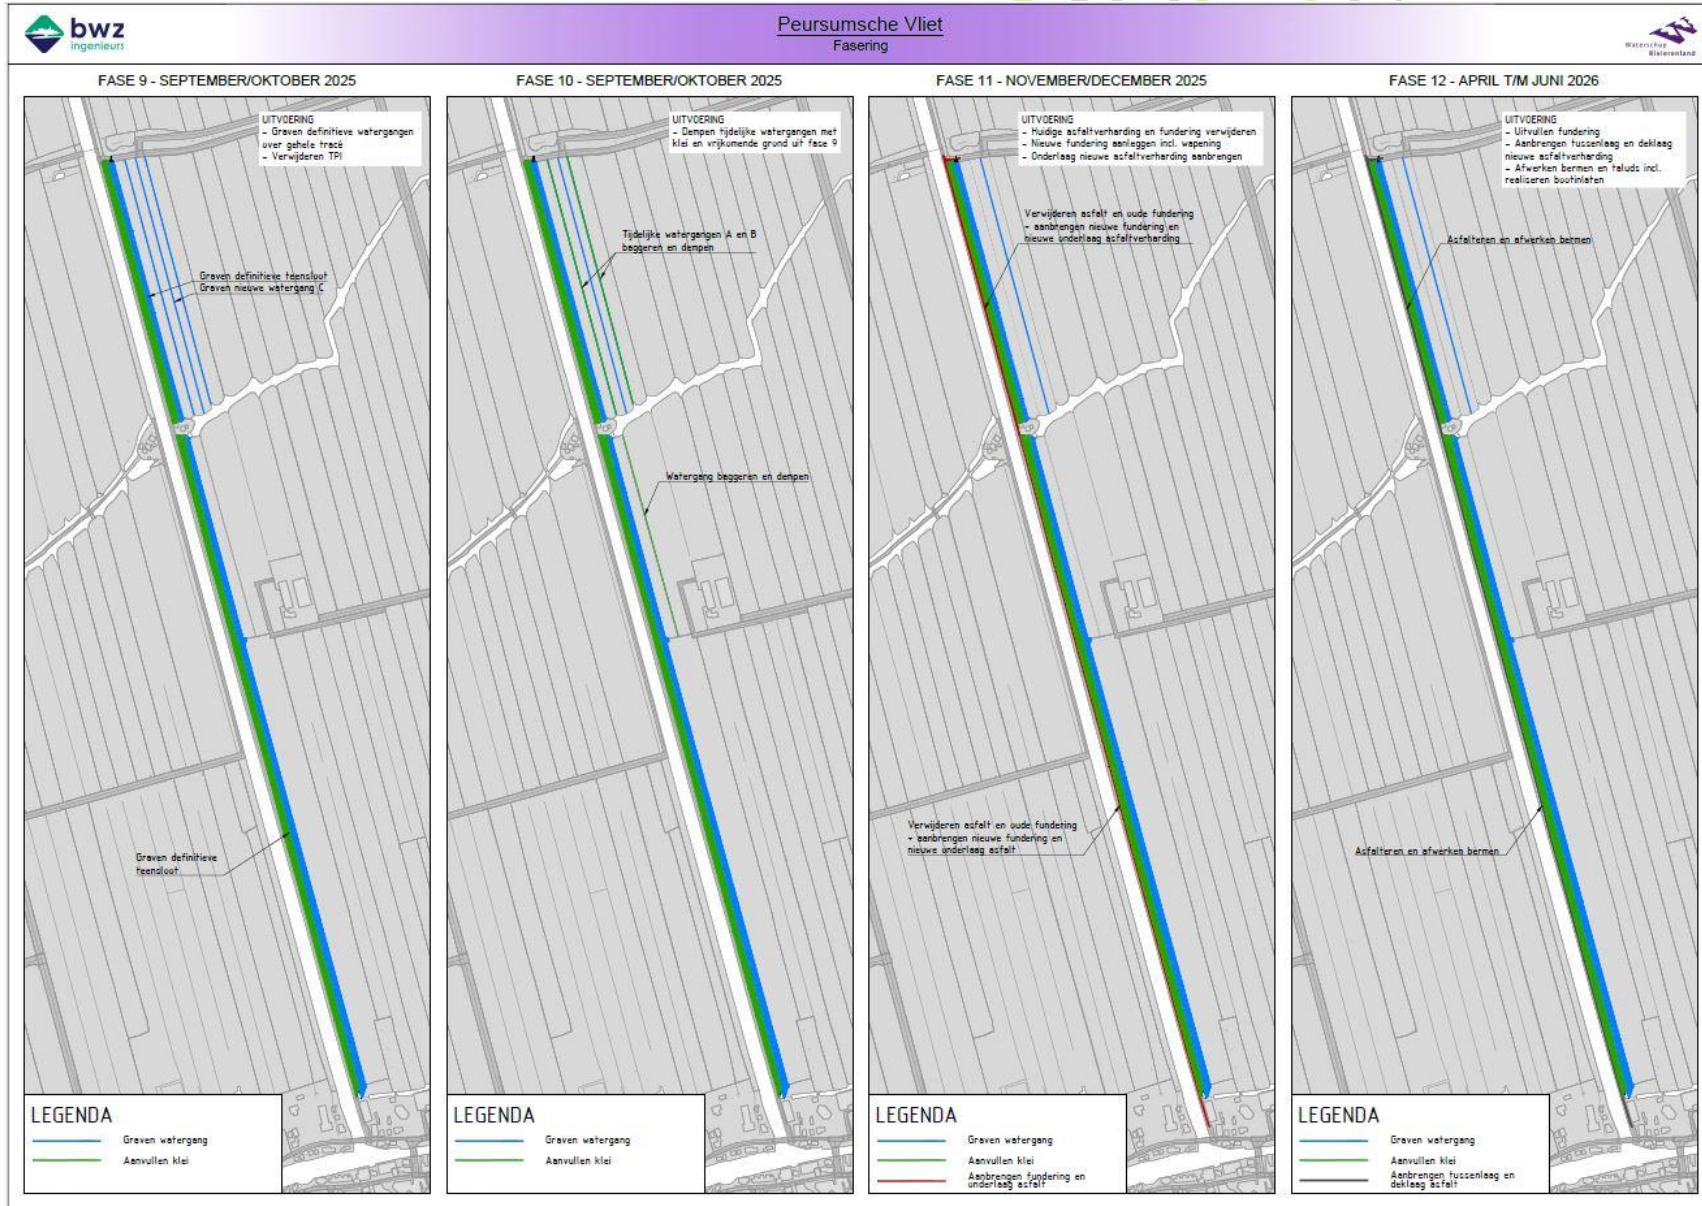 bwz
ingenieurs
Peursumsche Vliet
Fasering
Waterschap
Rivierenland
FASE 9 - SEPTEMBER/OKTOBER 2025
UITVOERING
- Graven definitieve watergangen
over gehele tracé
- Verwijderen TPI
Graven definitieve teensloot
Graven nieuwe watergang C
Graven definitieve
teensloot
LEGENDA
Graven watergang
Aanvullen klei
FASE 10 - SEPTEMBER/OKTOBER 2025
UITVOERING
- Dempen tijdelijke watergangen met
klei en vrijkomende grond uit fase 9
Tijdelijke watergangen A en B
baggeren en dempen
Watergang baggeren en dempen
LEGENDA
Graven watergang
Aanvullen klei
FASE 11 - NOVEMBER/DECEMBER 2025
UITVOERING
- Huidige asfaltverharding en fundering verwijderen
- Nieuwe fundering aanleggen incl. wapening
- Onderlaag nieuwe asfaltverharding aanbrengen
Verwijderen asfalt en oude fundering
+ aanbrengen nieuwe fundering en
nieuwe onderlaag asfaltverharding
Verwijderen asfalt en oude fundering
+ aanbrengen nieuwe fundering en
nieuwe onderlaag asfalt
LEGENDA
Graven watergang
Aanvullen klei
Aanbrengen fundering en
onderlaag asfalt
FASE 12 - APRIL T/M JUNI 2026
UITVOERING
- Uitvullen fundering
- Aanbrengen tussenlaag en deklaag
nieuwe asfaltverharding
- Afwerken bermen en taluds incl.
realiseren bootinlaten
Asfalteren en afwerken bermen
Asfalteren en afwerken bermen
LEGENDA
Graven watergang
Aanvullen klei
Aanbrengen tussenlaag en
deklaag asfalt